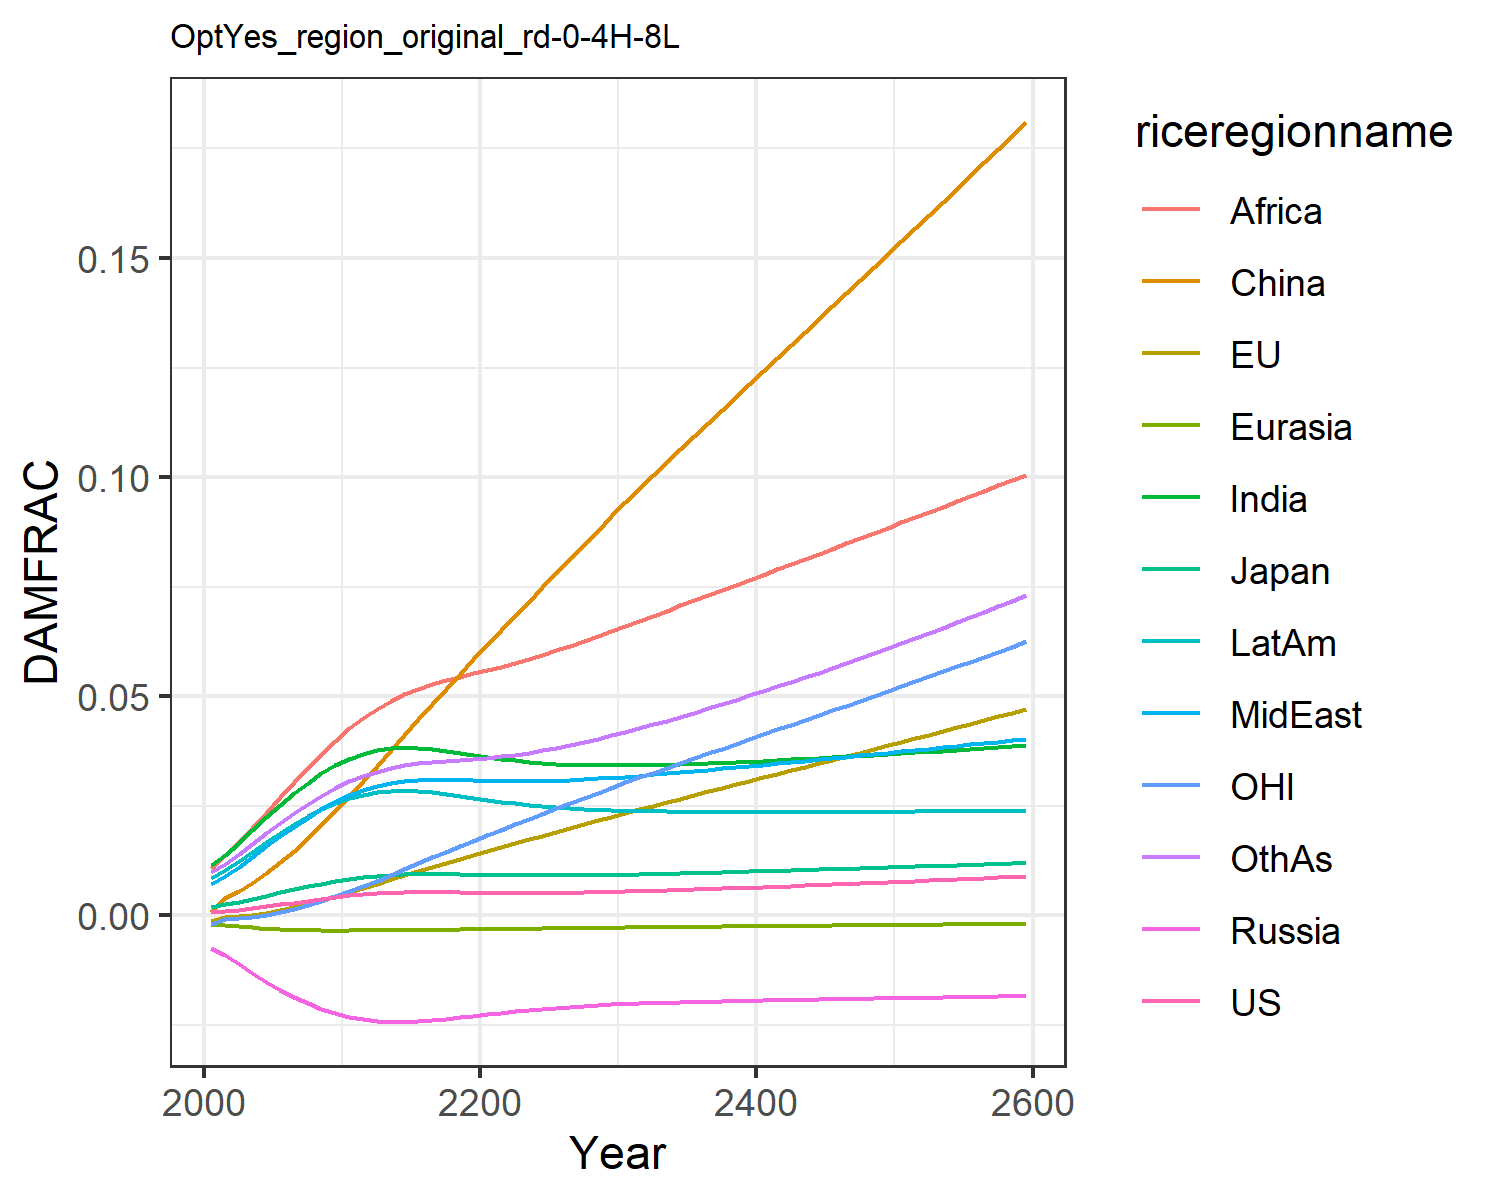 OptYes_region_original_rd-0-4H-8L
DAMFRAC
0.15
0.10
0.05
0.00
2000
2200
2400
2600
Year
riceregionname
Africa
China
EU
Eurasia
India
Japan
LatAm
MidEast
OHI
OthAs
Russia
US